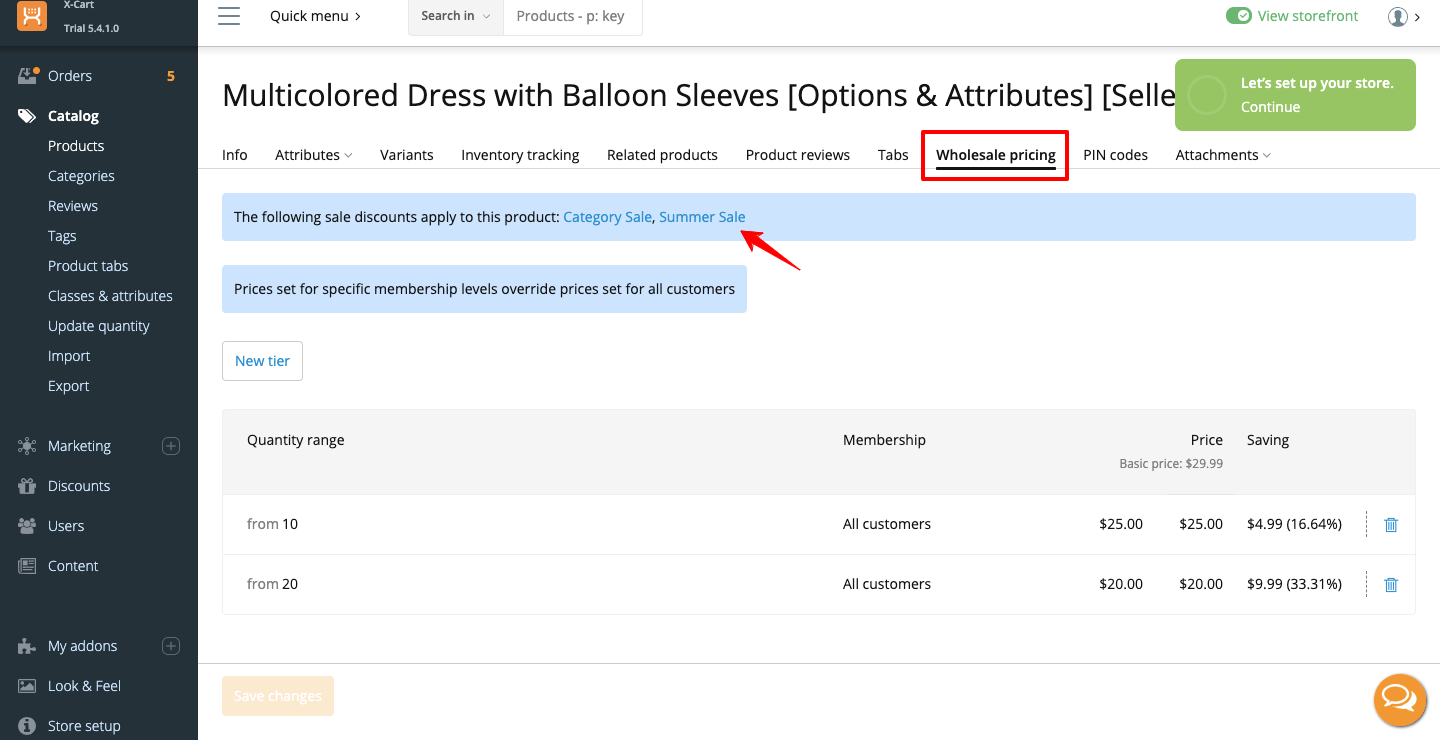 X-Cart
Trial 5.4.1.0
Quick menu
Search in
Products - p: key
View storefront
Orders 5
Catalog
Products
Categories
Reviews
Tags
Product tabs
Classes & attributes
Update quantity
Import
Export
Marketing
Discounts
Users
Content
My addons
Look & Feel
Store setup
Multicolored Dress with Balloon Sleeves [Options & Attributes] [Selle
Let's set up your store.
Continue
Info Attributes Variants Inventory tracking Related products Product reviews Tabs Wholesale pricing PIN codes Attachments
The following sale discounts apply to this product: Category Sale, Summer Sale
Prices set for specific membership levels override prices set for all customers
New tier
Quantity range Membership Price Saving
Basic price: $29.99
from 10 All customers $25.00 $25.00 $4.99 (16.64%)
from 20 All customers $20.00 $20.00 $9.99 (33.31%)
Save changes